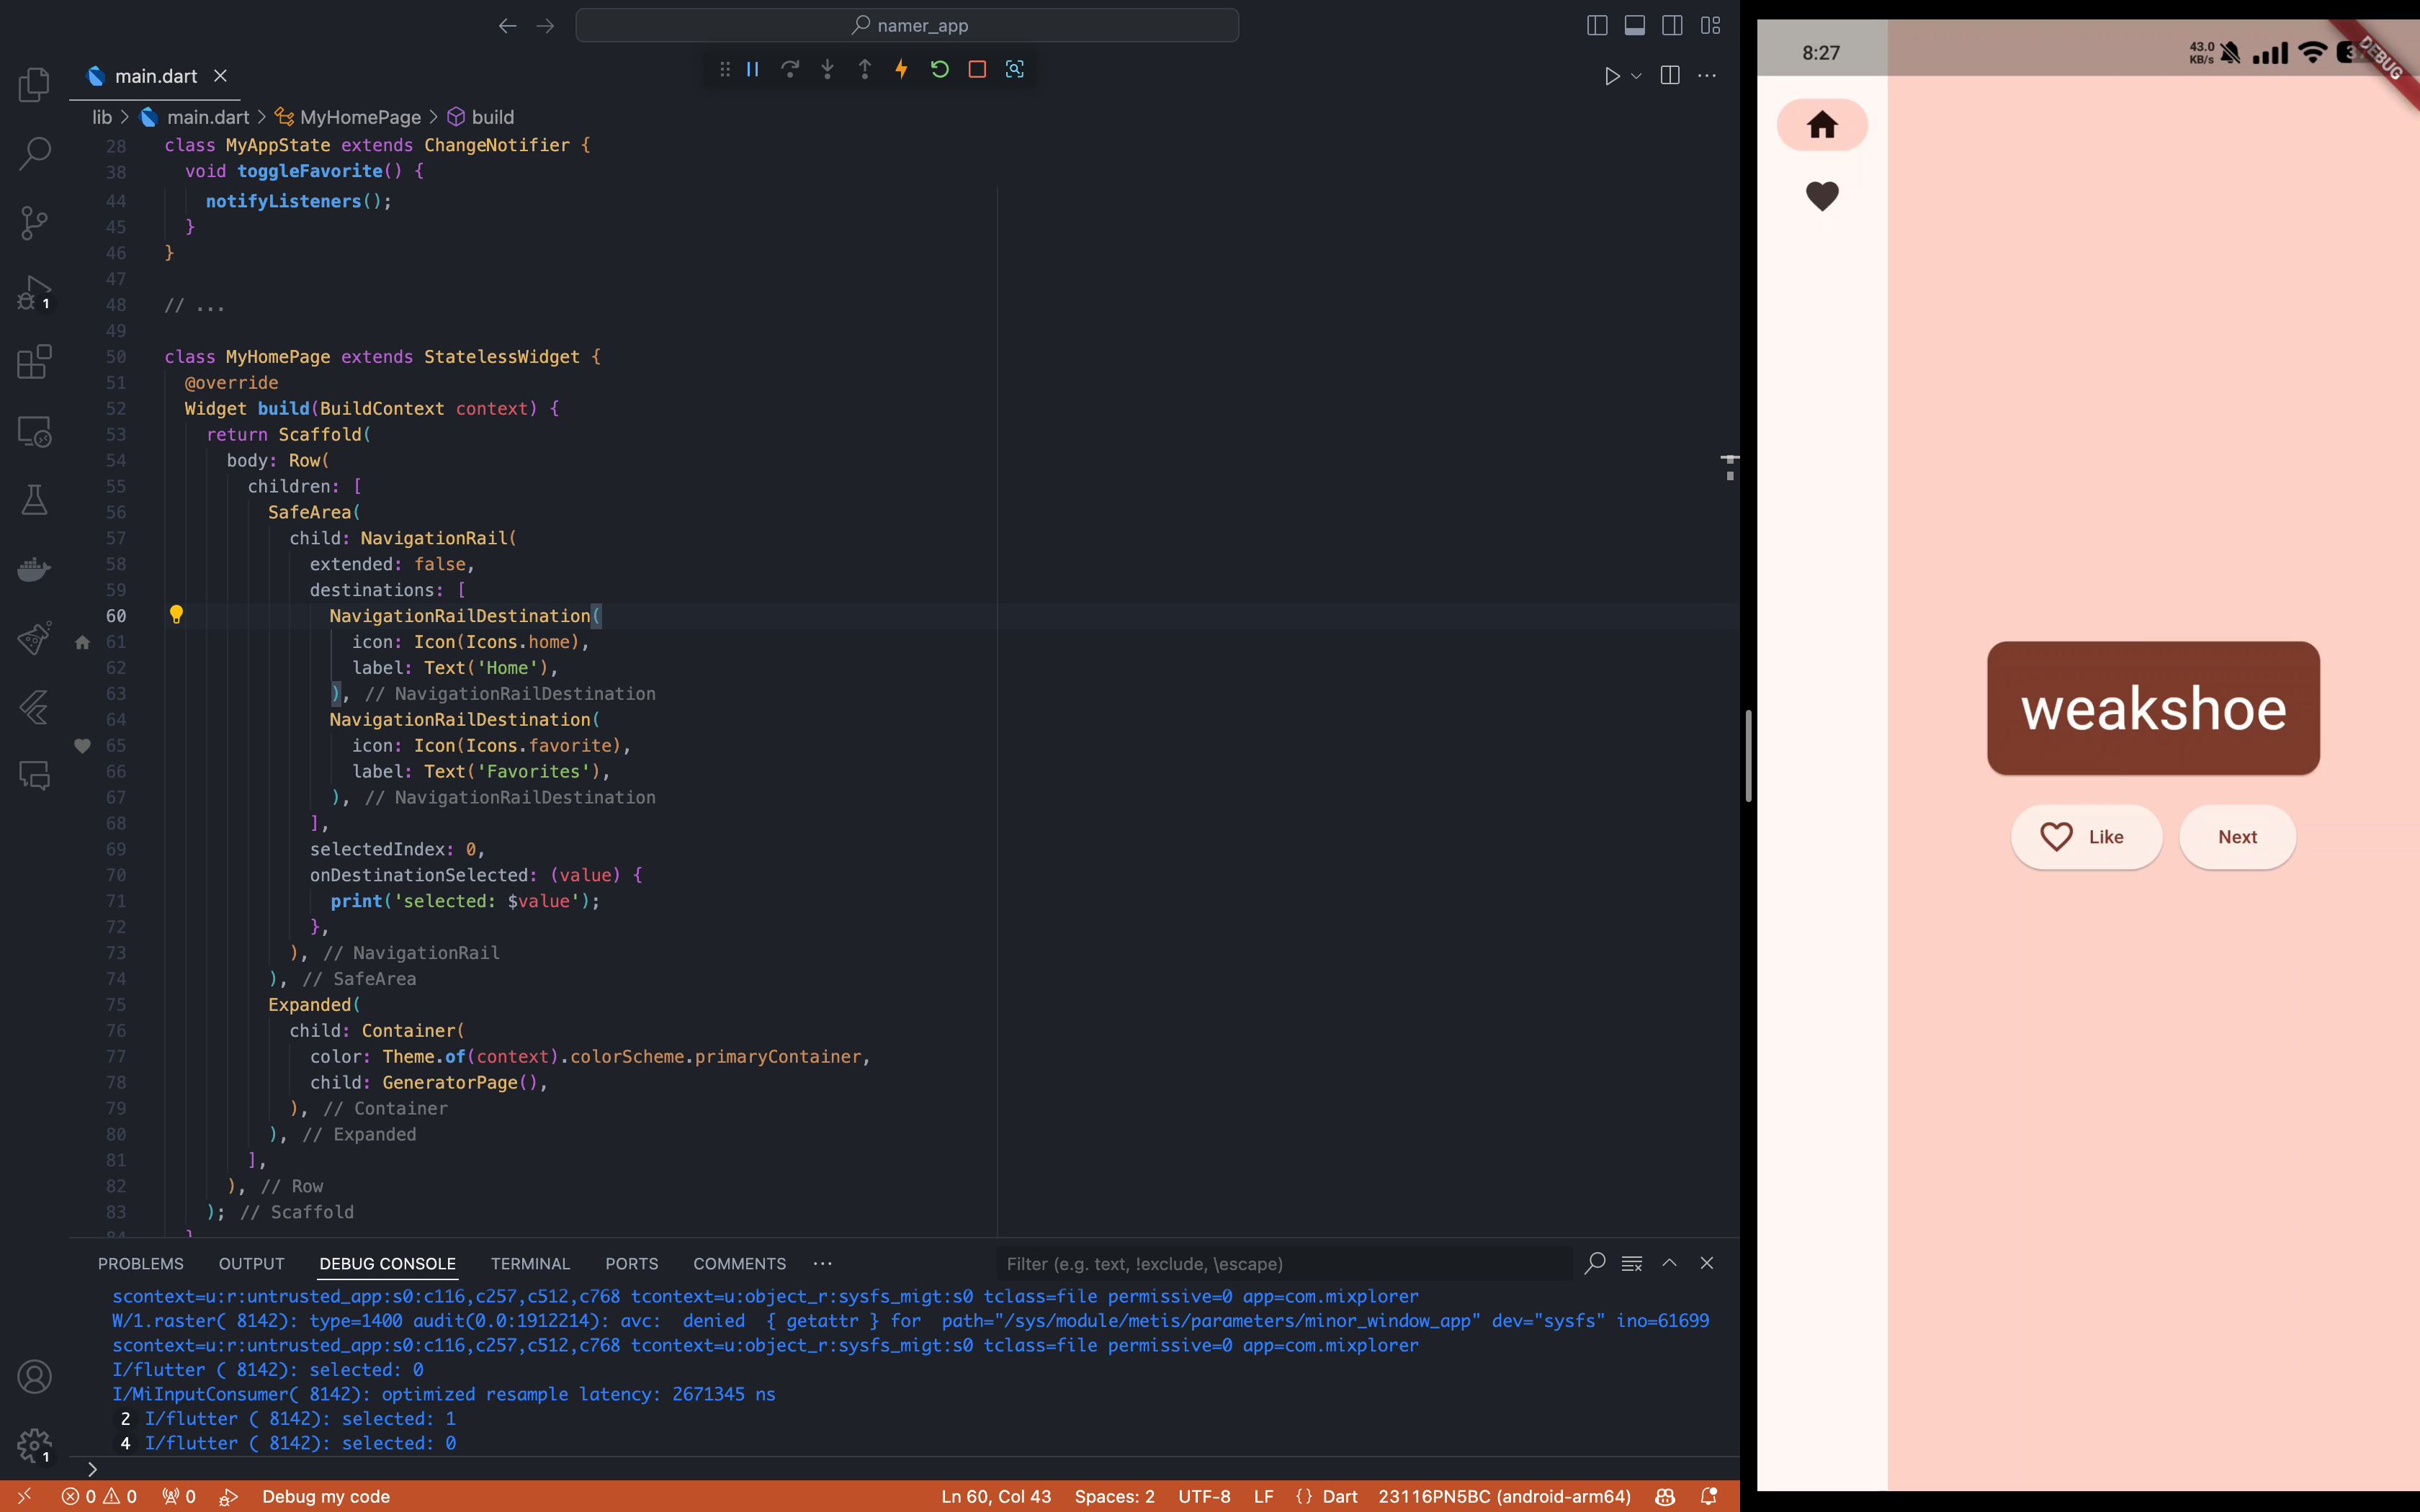 namer_app
main.dart
lib > main.dart > MyHomePage > build
28 class MyAppState extends ChangeNotifier {
38 void toggleFavorite() {
44 notifyListeners();
45 }
46 }
47
48 // ...
49
50 class MyHomePage extends StatelessWidget {
51 @override
52 Widget build(BuildContext context) {
53 return Scaffold(
54 body: Row(
55 children: [
56 SafeArea(
57 child: NavigationRail(
58 extended: false,
59 destinations: [
60 NavigationRailDestination(
61 icon: Icon(Icons.home),
62 label: Text('Home'),
63 ), // NavigationRailDestination
64 NavigationRailDestination(
65 icon: Icon(Icons.favorite),
66 label: Text('Favorites'),
67 ), // NavigationRailDestination
68 ],
69 selectedIndex: 0,
70 onDestinationSelected: (value) {
71 print('selected: $value');
72 },
73 ), // NavigationRail
74 ), // SafeArea
75 Expanded(
76 child: Container(
77 color: Theme.of(context).colorScheme.primaryContainer,
78 child: GeneratorPage(),
79 ), // Container
80 ), // Expanded
81 ],
82 ), // Row
83 ); // Scaffold
84 }
1
1
PROBLEMS OUTPUT DEBUG CONSOLE TERMINAL PORTS COMMENTS ...
Filter (e.g. text, !exclude, \escape)
scontext=u:r:untrusted_app:s0:c116,c257,c512,c768 tcontext=u:object_r:sysfs_migt:s0 tclass=file permissive=0 app=com.mixplorer
W/1.raster( 8142): type=1400 audit(0.0:1912214): avc:  denied  { getattr } for  path="/sys/module/metis/parameters/minor_window_app" dev="sysfs" ino=61699
scontext=u:r:untrusted_app:s0:c116,c257,c512,c768 tcontext=u:object_r:sysfs_migt:s0 tclass=file permissive=0 app=com.mixplorer
I/flutter ( 8142): selected: 0
I/MiInputConsumer( 8142): optimized resample latency: 2671345 ns
2 I/flutter ( 8142): selected: 1
4 I/flutter ( 8142): selected: 0
>
0 0 0 Debug my code Ln 60, Col 43 Spaces: 2 UTF-8 LF {} Dart 23116PN5BC (android-arm64)
8:27
43.0
KB/s
DEBUG
weakshoe
Like
Next